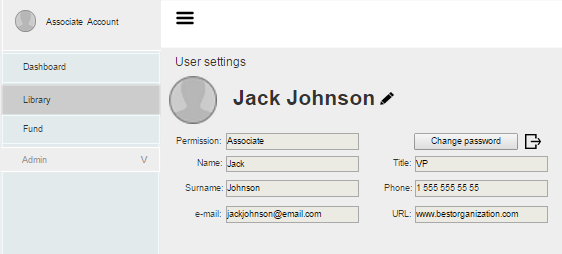 Associate Account
Dashboard
Library
Fund
Admin V
User settings
Jack Johnson
Permission: Associate Change password
Name: Jack Title: VP
Surname: Johnson Phone: 1 555 555 55 55
e-mail: jackjohnson@email.com URL: www.bestorganization.com